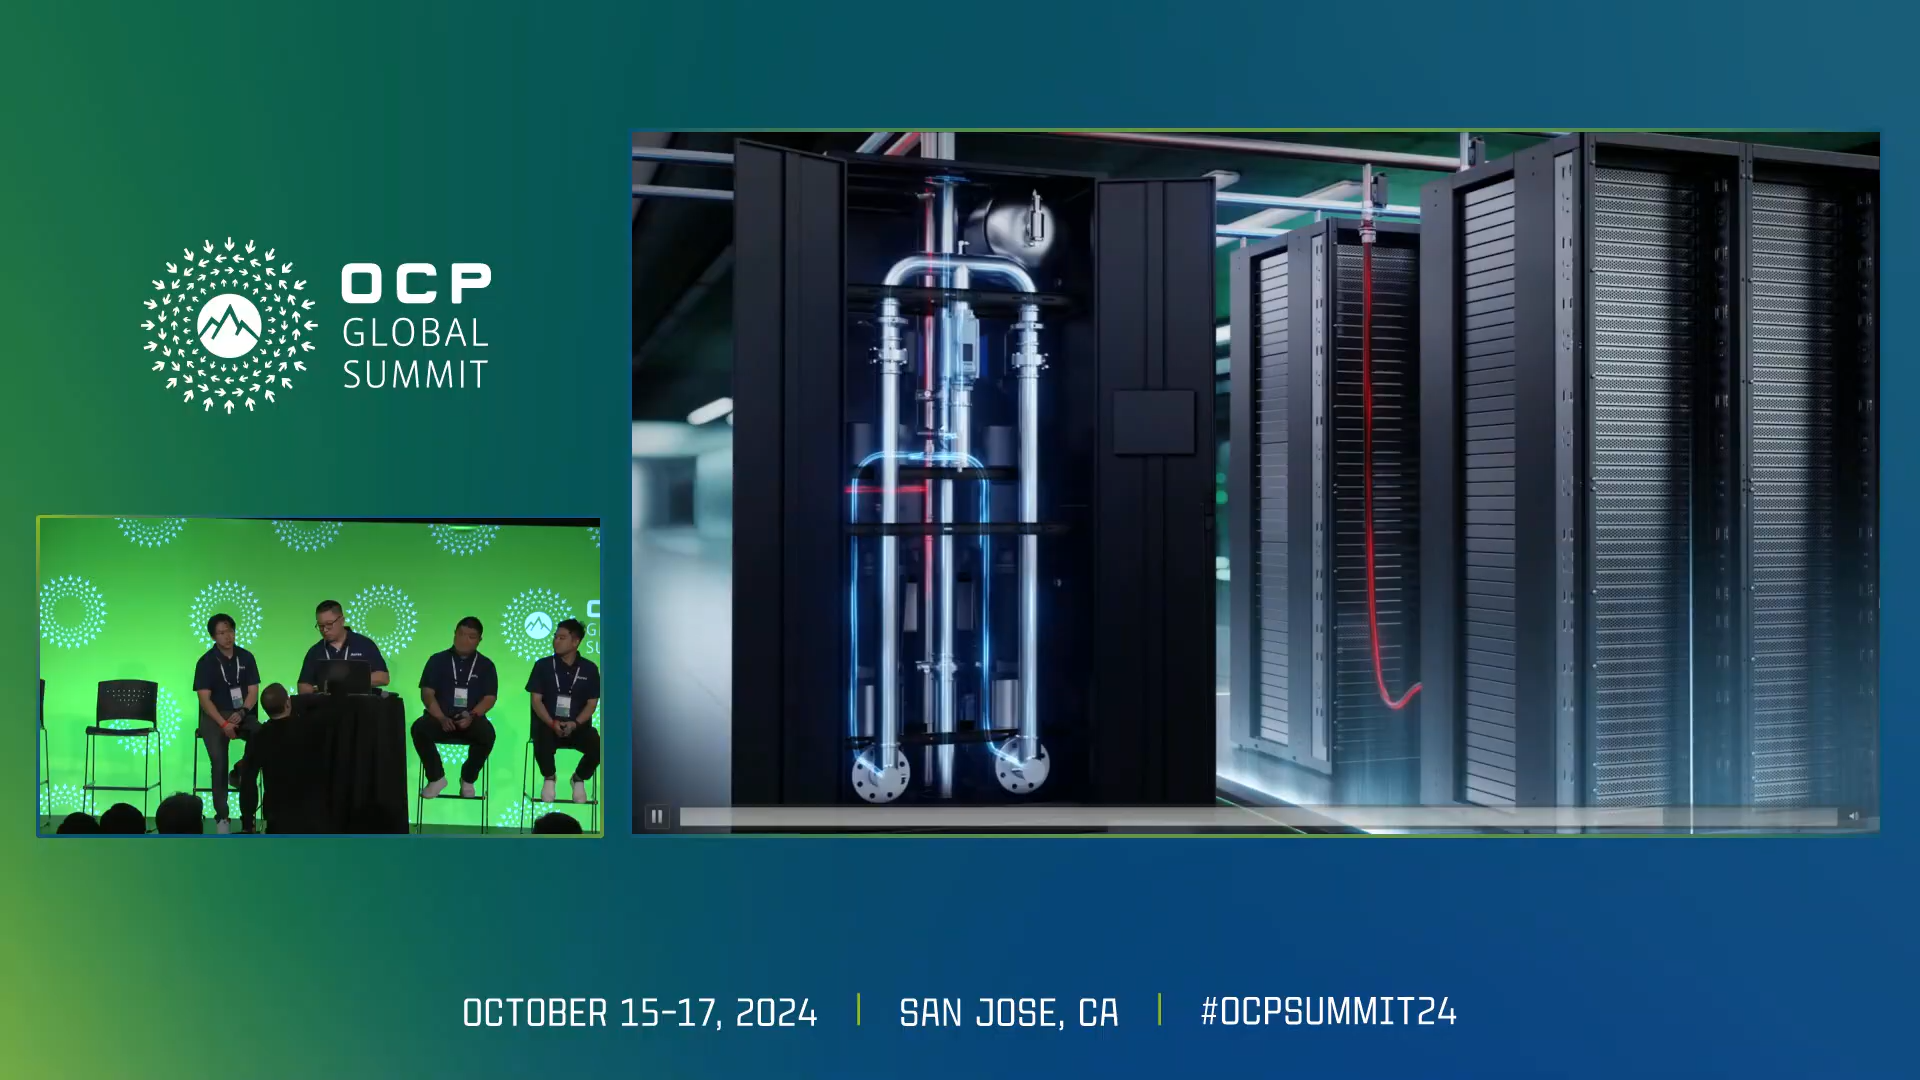 OCP
GLOBAL
SUMMIT
OCTOBER 15-17, 2024 | SAN JOSE, CA | #OCPSUMMIT24